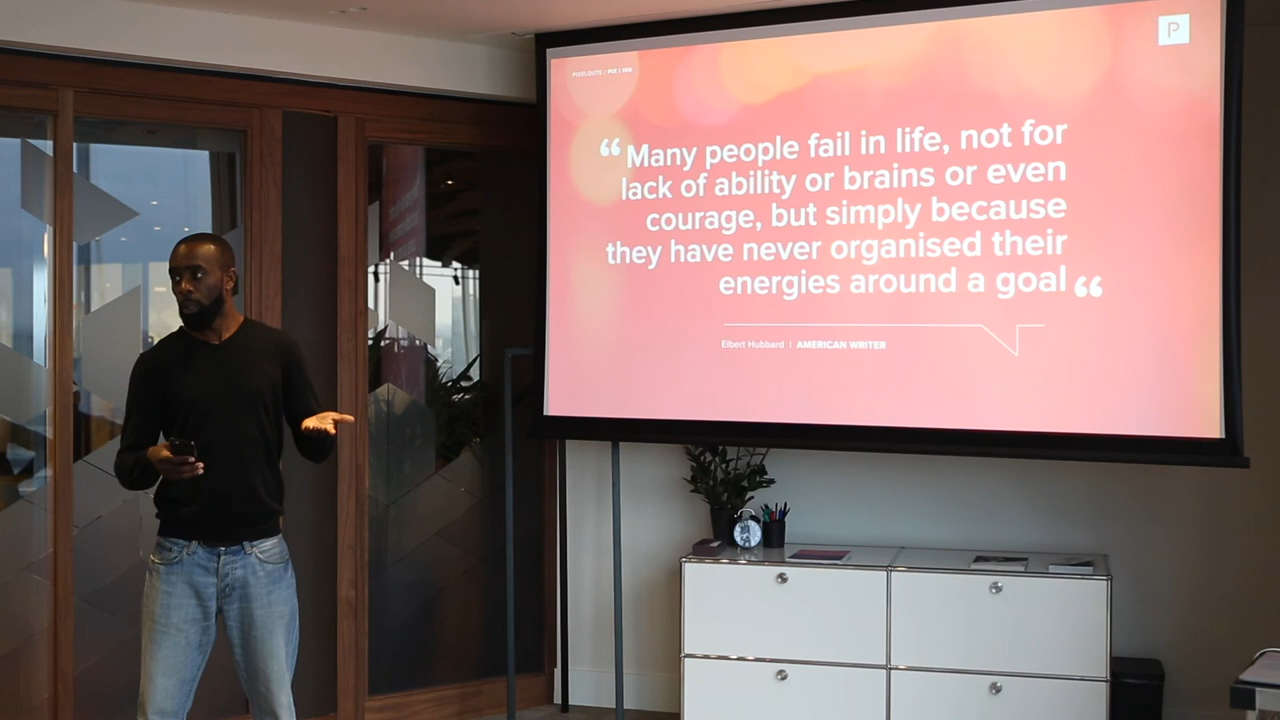 PIXELGUTE / PIX / 100
P
“ Many people fail in life, not for
lack of ability or brains or even
courage, but simply because
they have never organised their
energies around a goal “
Elbert Hubbard | AMERICAN WRITER